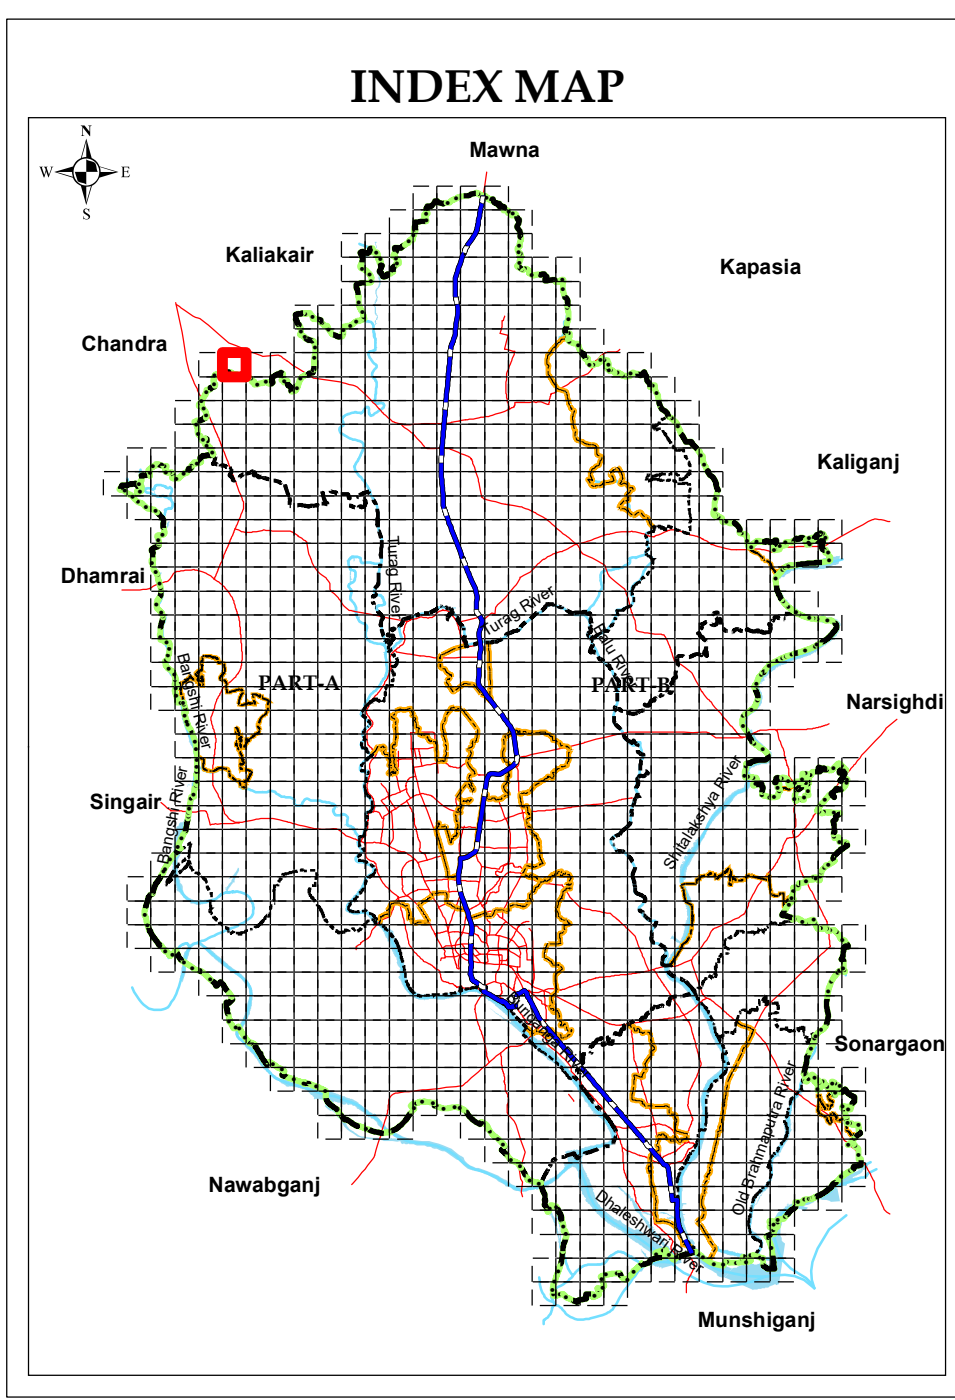 INDEX MAP
N
W
E
S
Mawna
Kaliakair
Kapasia
Chandra
Kaliganj
Dhamrai
Turag River
Turag River
Balu River
PART-A
PART-B
Bangshi River
Narsighdi
Singair
Bangshi River
Shitalakshya River
Buriganga River
Sonargaon
Old Brahmaputra River
Nawabganj
Dhaleshwari River
Munshiganj